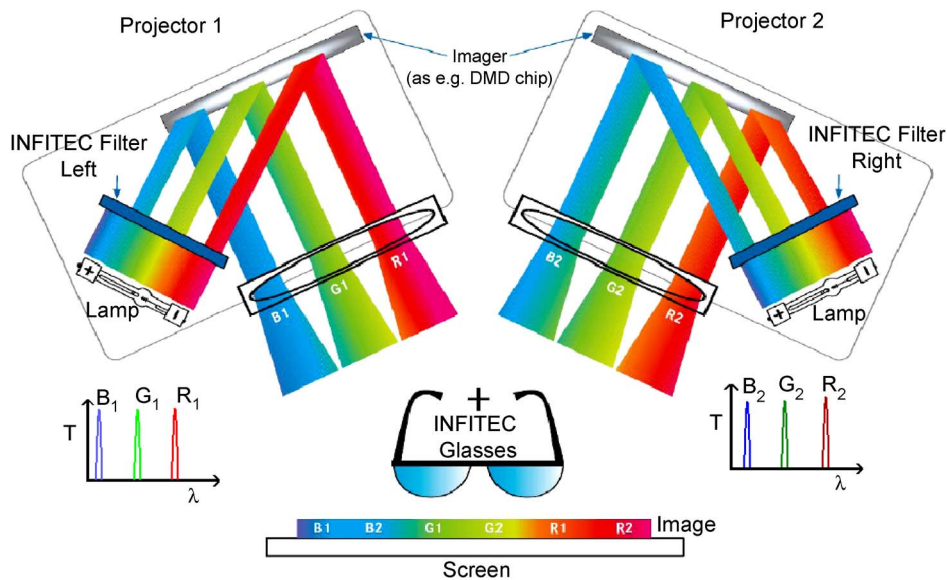 Projector 1
Projector 2
Imager
(as e.g. DMD chip)
INFITEC Filter
Left
INFITEC Filter
Right
+
-
Lamp
B1
G1
R1
B2
G2
R2
+
-
Lamp
T
B1 G1 R1
λ
+
INFITEC
Glasses
T
B2 G2 R2
λ
B1 B2 G1 G2 R1 R2
Image
Screen